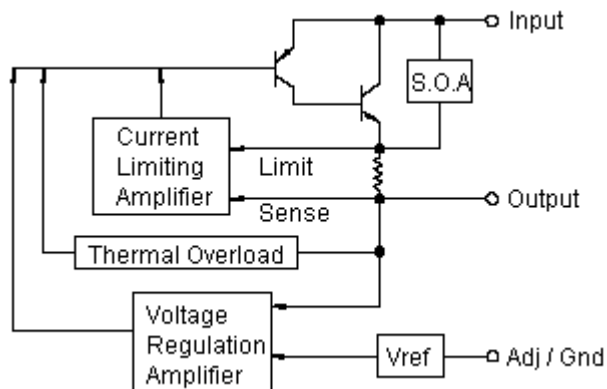 Input
S.O.A
Current
Limiting
Amplifier
Limit
Sense
Output
Thermal Overload
Voltage
Regulation
Amplifier
Vref
Adj / Gnd